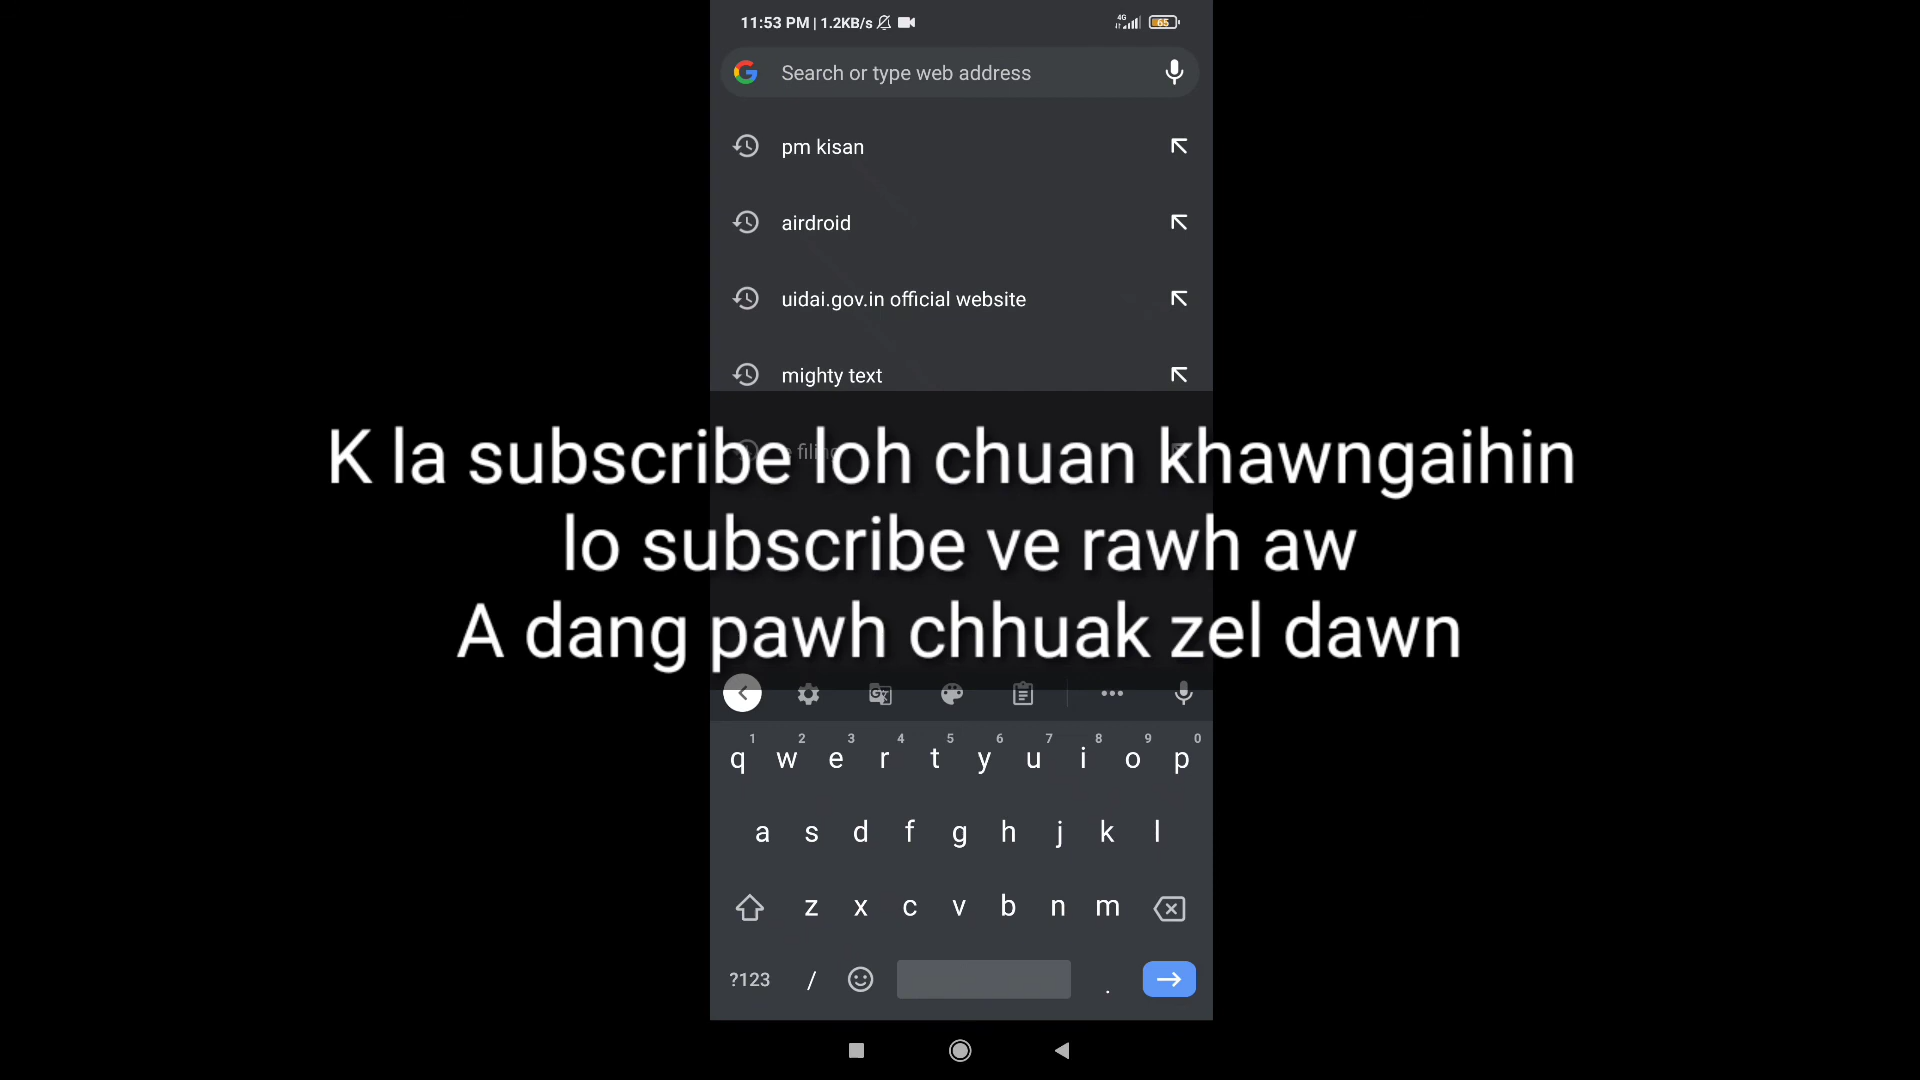 11:53 PM | 1.2KB/s
4G
65
Search or type web address
pm kisan
airdroid
uidai.gov.in official website
mighty text
e filing
K la subscribe loh chuan khawngaihin
lo subscribe ve rawh aw
A dang pawh chhuak zel dawn
1 2 3 4 5 6 7 8 9 0
q w e r t y u i o p
a s d f g h j k l
z x c v b n m
?123 / .